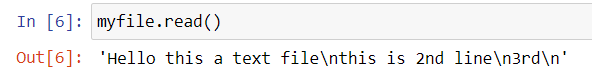 In [6]: myfile.read()
Out[6]: 'Hello this a text file\nthis is 2nd line\n3rd\n'